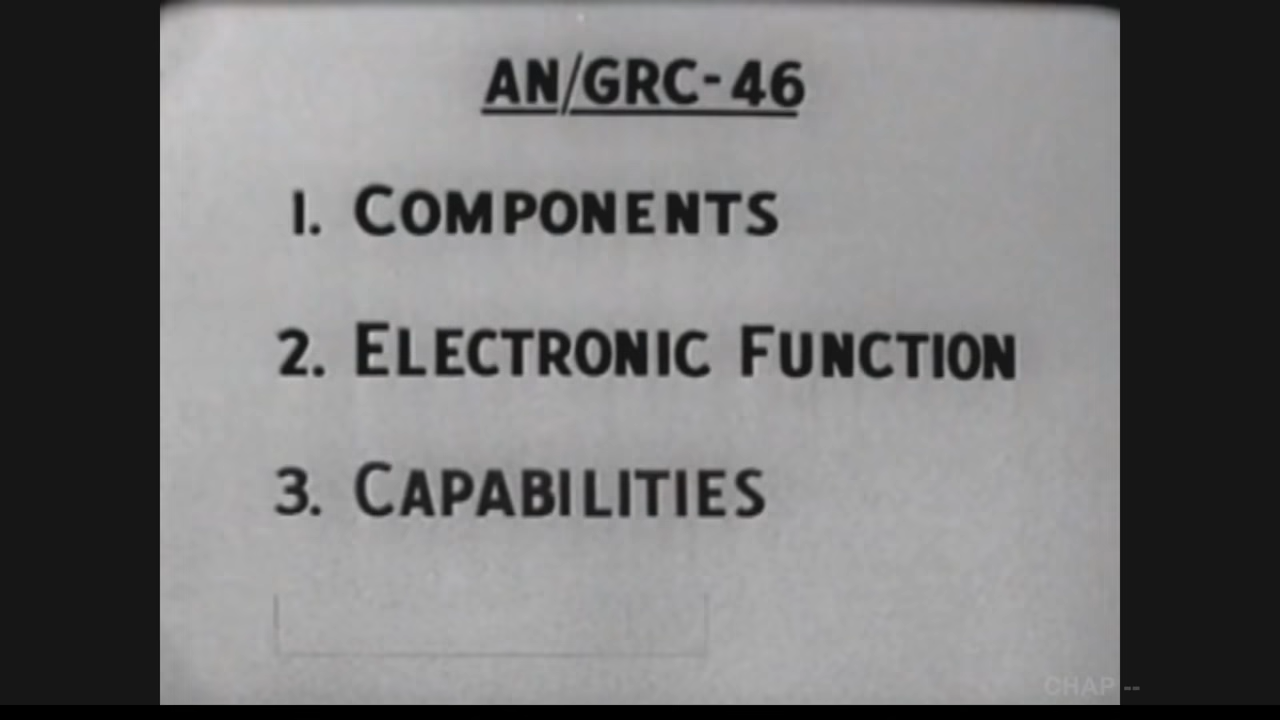 AN/GRC-46
1. COMPONENTS
2. ELECTRONIC FUNCTION
3. CAPABILITIES
CHAP --